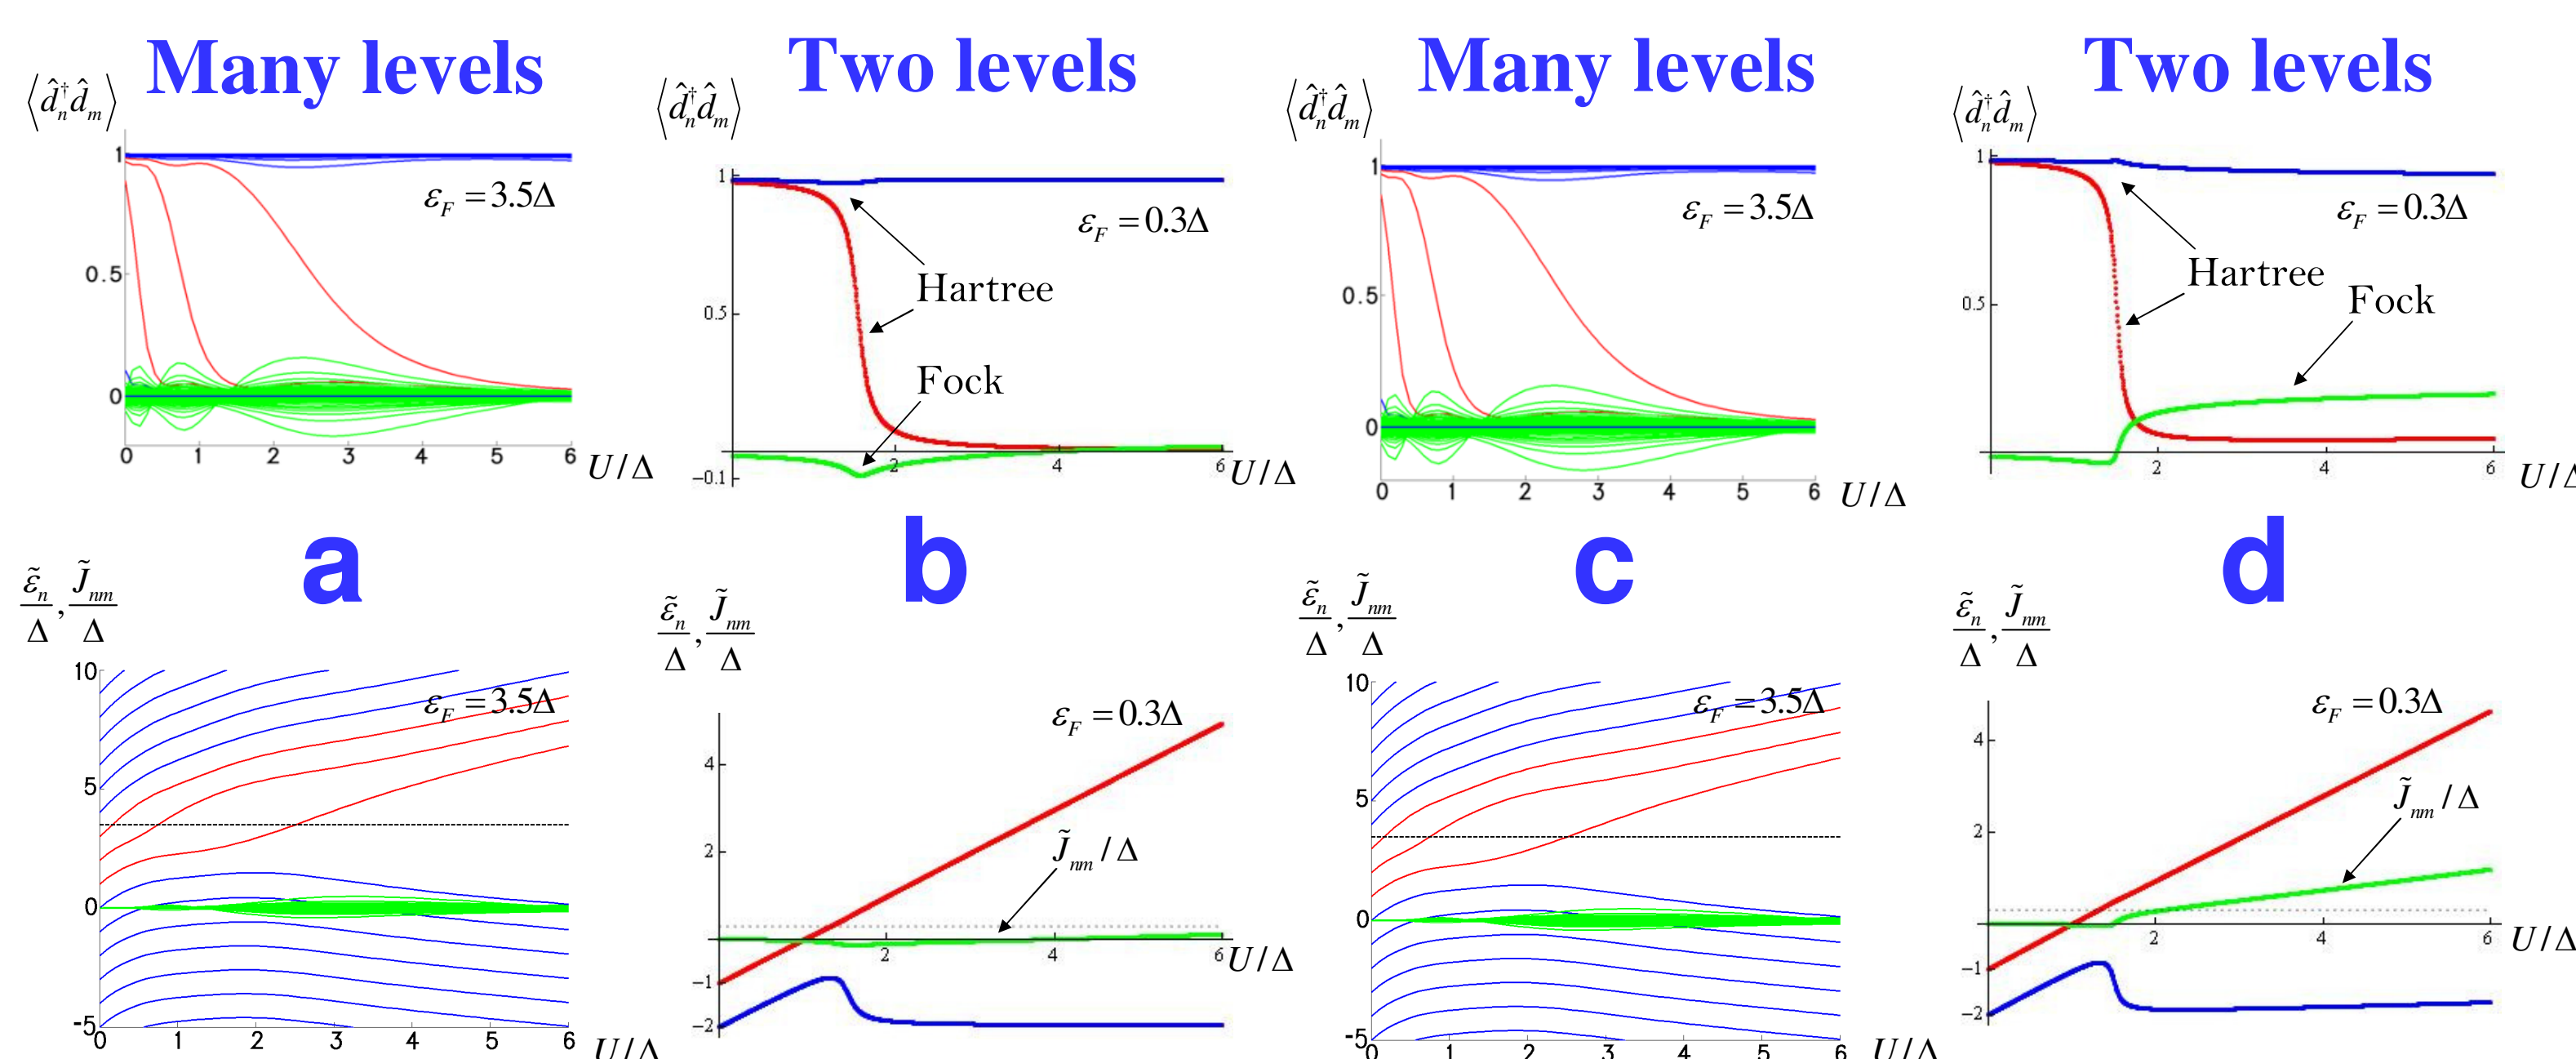 Many levels
⟨d̂†ₙd̂ₘ⟩
εF = 3.5Δ
1
0.5
0
0 1 2 3 4 5 6
U/Δ
Two levels
⟨d̂†ₙd̂ₘ⟩
εF = 0.3Δ
Hartree
Fock
1
0.5
−0.1
2 4 6
U/Δ
Many levels
⟨d̂†ₙd̂ₘ⟩
εF = 3.5Δ
1
0.5
0
0 1 2 3 4 5 6
U/Δ
Two levels
⟨d̂†ₙd̂ₘ⟩
εF = 0.3Δ
Hartree
Fock
1
0.5
2 4 6
U/Δ
a
ε̃ₙ/Δ, J̃ₙₘ/Δ
εF = 3.5Δ
10
5
0
-5
0 1 2 3 4 5 6
U/Δ
b
ε̃ₙ/Δ, J̃ₙₘ/Δ
εF = 0.3Δ
J̃ₙₘ/Δ
4
2
−1
−2
2 4 6
U/Δ
c
ε̃ₙ/Δ, J̃ₙₘ/Δ
εF = 3.5Δ
10
5
0
-5
0 1 2 3 4 5 6
U/Δ
d
ε̃ₙ/Δ, J̃ₙₘ/Δ
εF = 0.3Δ
J̃ₙₘ/Δ
4
2
−1
−2
2 4 6
U/Δ